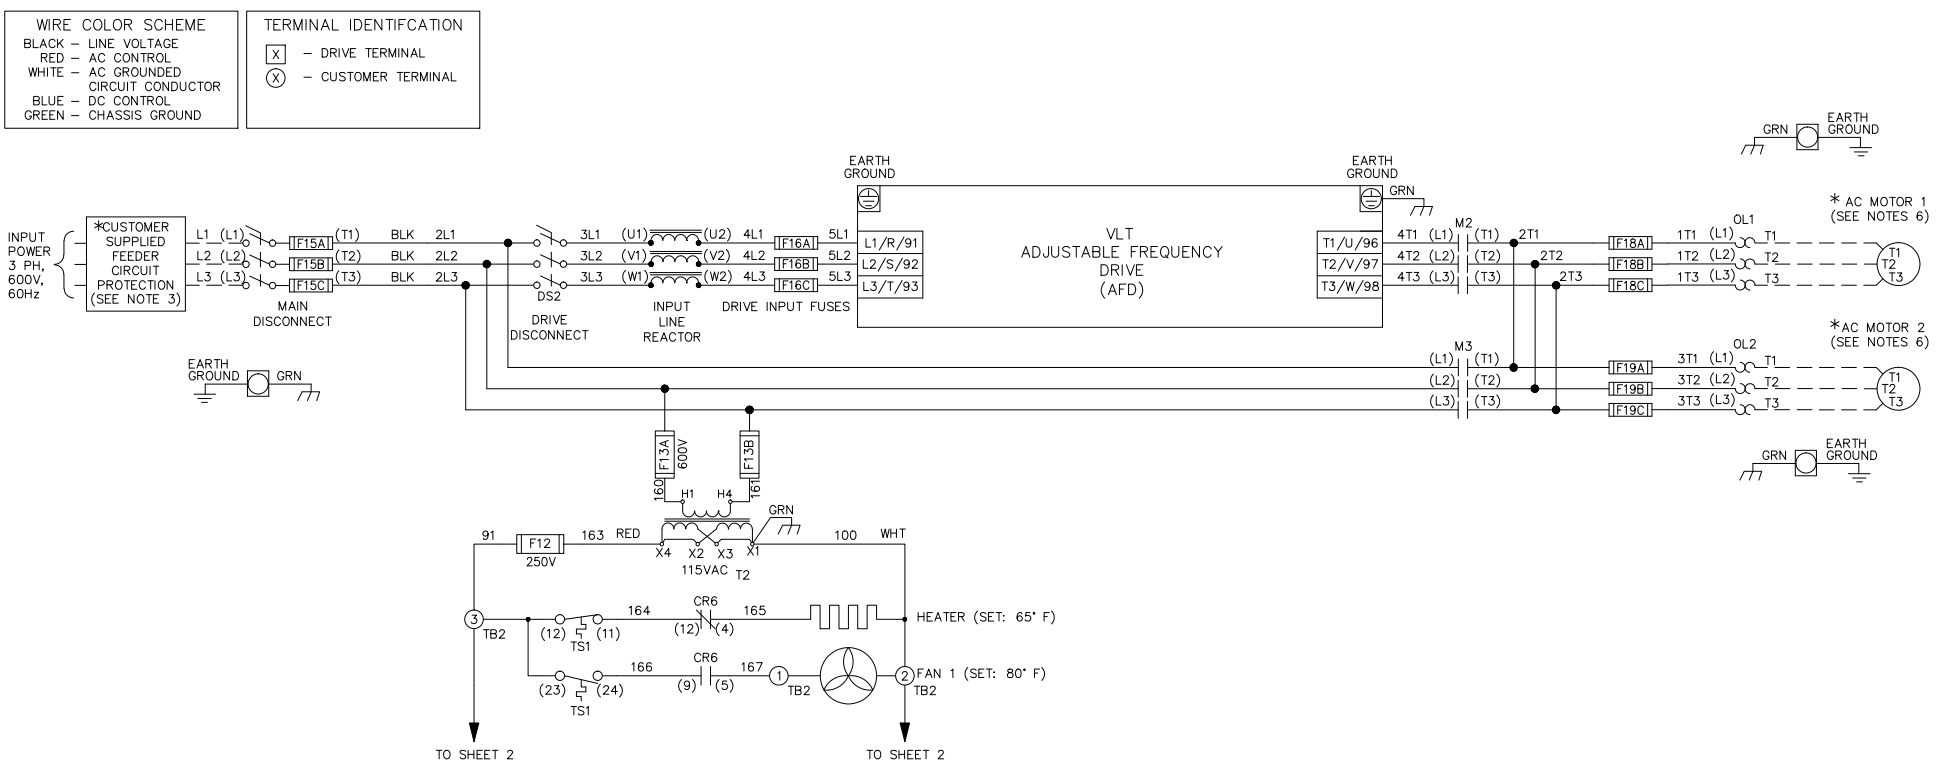 WIRE COLOR SCHEME
BLACK – LINE VOLTAGE
RED – AC CONTROL
WHITE – AC GROUNDED
CIRCUIT CONDUCTOR
BLUE – DC CONTROL
GREEN – CHASSIS GROUND
TERMINAL IDENTIFCATION
X – DRIVE TERMINAL
X – CUSTOMER TERMINAL
GRN
EARTH
GROUND
EARTH
GROUND
EARTH
GROUND
GRN
INPUT
POWER
3 PH,
600V,
60Hz
*CUSTOMER
SUPPLIED
FEEDER
CIRCUIT
PROTECTION
(SEE NOTE 3)
L1 (L1) F15A (T1) BLK 2L1 3L1 (U1) (U2) 4L1 F16A 5L1 L1/R/91
L2 (L2) F15B (T2) BLK 2L2 3L2 (V1) (V2) 4L2 F16B 5L2 L2/S/92
L3 (L3) F15C (T3) BLK 2L3 3L3 (W1) (W2) 4L3 F16C 5L3 L3/T/93
MAIN
DISCONNECT
DS2
DRIVE
DISCONNECT
INPUT
LINE
REACTOR
DRIVE INPUT FUSES
VLT
ADJUSTABLE FREQUENCY
DRIVE
(AFD)
M2
OL1
* AC MOTOR 1
(SEE NOTES 6)
T1/U/96 4T1 (L1) (T1) 2T1 F18A 1T1 (L1) T1 T1
T2/V/97 4T2 (L2) (T2) 2T2 F18B 1T2 (L2) T2 T2
T3/W/98 4T3 (L3) (T3) 2T3 F18C 1T3 (L3) T3 T3
M3
OL2
*AC MOTOR 2
(SEE NOTES 6)
(L1) (T1) F19A 3T1 (L1) T1 T1
(L2) (T2) F19B 3T2 (L2) T2 T2
(L3) (T3) F19C 3T3 (L3) T3 T3
EARTH
GROUND GRN
GRN
EARTH
GROUND
F13A
600V
F13B
160
161
H1 H4
GRN
91 F12 163 RED
250V
X4 X2 X3 X1
100 WHT
115VAC T2
3
TB2
(12) (11)
TS1
164
CR6
(12) (4)
165
HEATER (SET: 65° F)
(23) (24)
TS1
166
CR6
(9) (5)
167
1
TB2
2
TB2
FAN 1 (SET: 80° F)
TO SHEET 2
TO SHEET 2